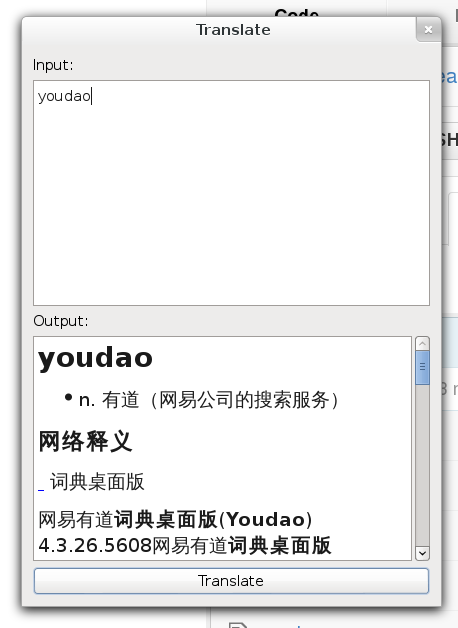 Code
Translate
Input:
youdao
Output:
youdao
• n. 有道（网易公司的搜索服务）
网络释义
_ 词典桌面版
网易有道词典桌面版(Youdao)
4.3.26.5608网易有道词典桌面版
Translate